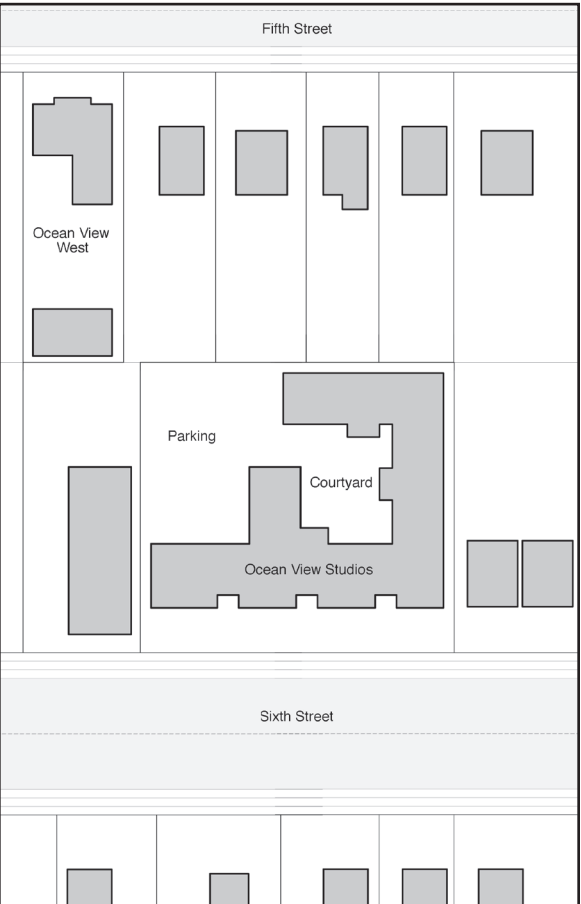 Fifth Street
Ocean View
West
Parking
Courtyard
Ocean View Studios
Sixth Street